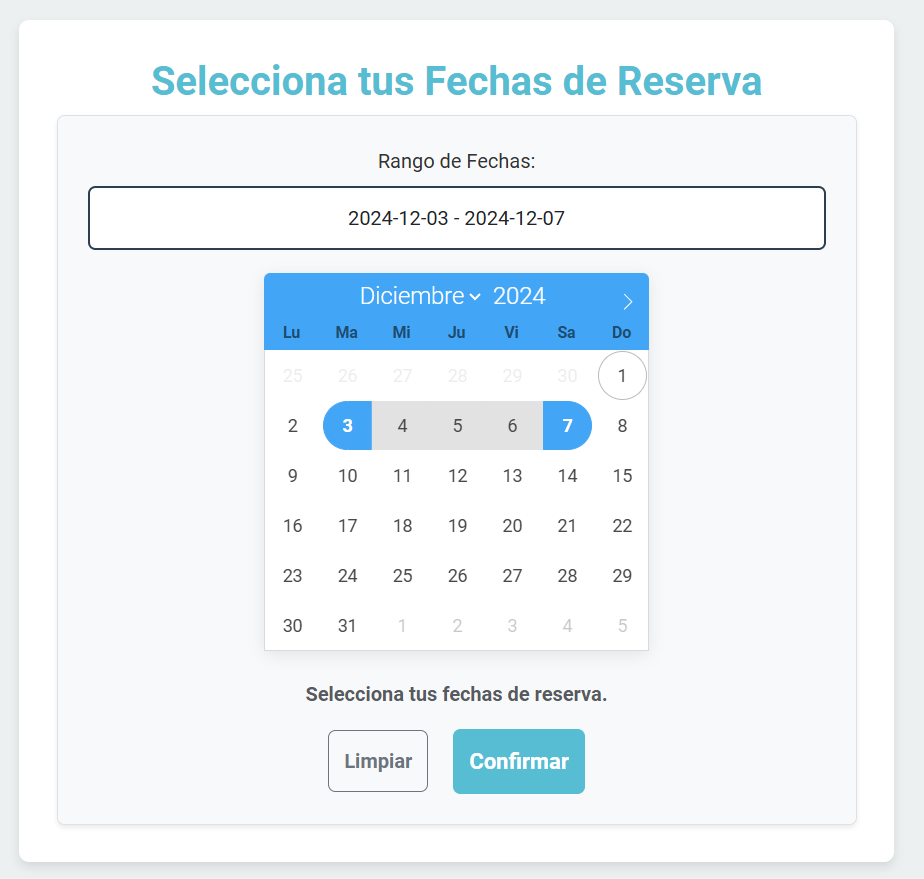 Selecciona tus Fechas de Reserva
Rango de Fechas:
2024-12-03 - 2024-12-07
Diciembre 2024
Lu Ma Mi Ju Vi Sa Do
25 26 27 28 29 30 1
2 3 4 5 6 7 8
9 10 11 12 13 14 15
16 17 18 19 20 21 22
23 24 25 26 27 28 29
30 31 1 2 3 4 5
Selecciona tus fechas de reserva.
Limpiar Confirmar